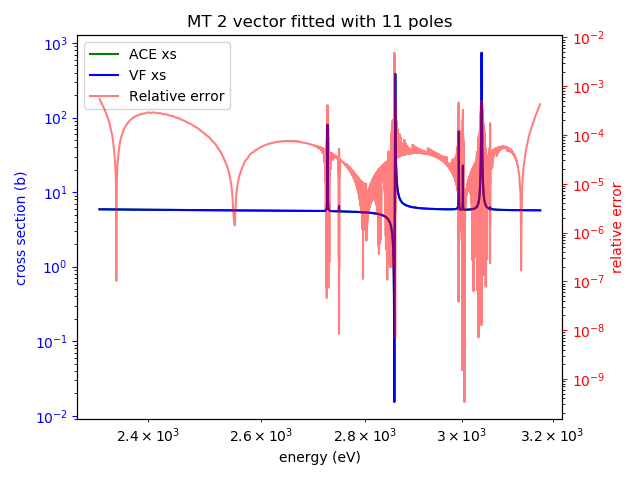 MT 2 vector fitted with 11 poles
ACE xs
VF xs
Relative error
cross section (b)
10³
10²
10¹
10⁰
10⁻¹
10⁻²
10⁻²
10⁻³
10⁻⁴
10⁻⁵
10⁻⁶
10⁻⁷
10⁻⁸
10⁻⁹
relative error
2.4 × 10³
2.6 × 10³
2.8 × 10³
3 × 10³
3.2 × 10³
energy (eV)